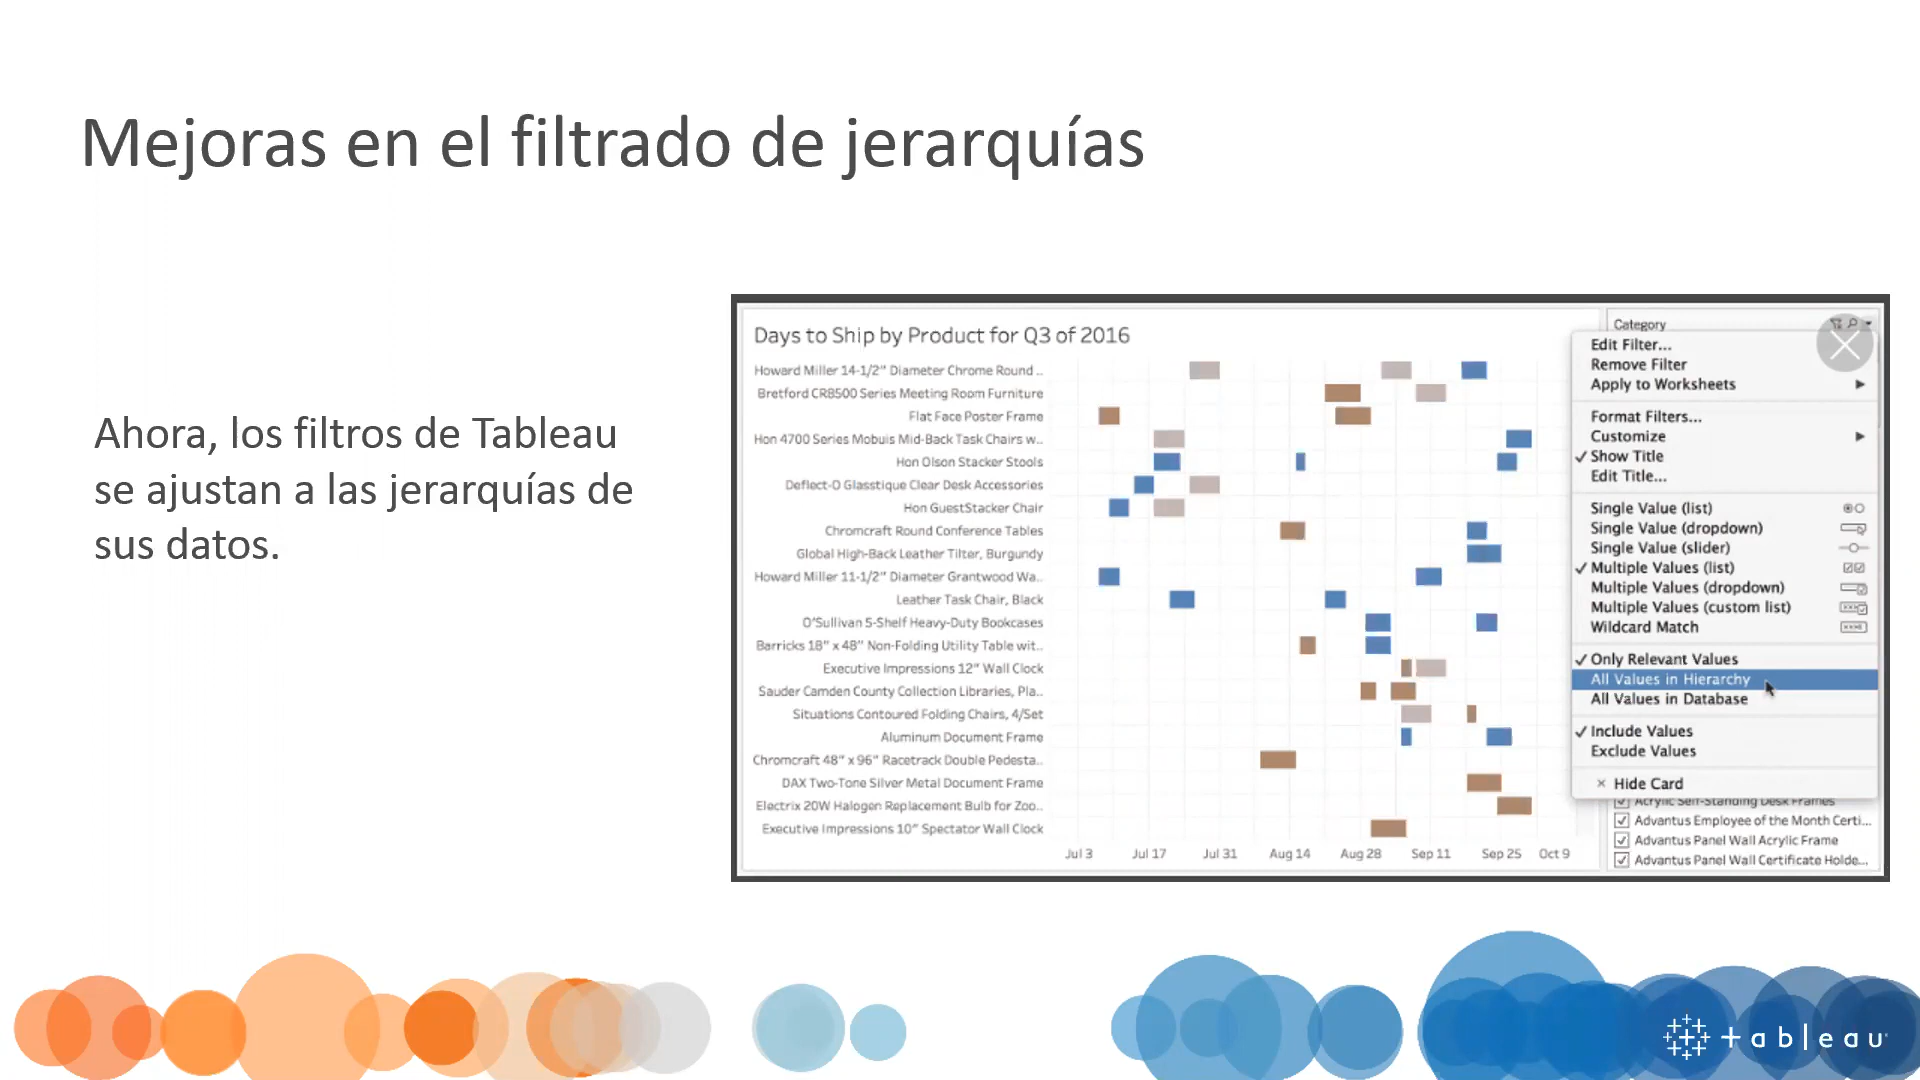 Mejoras en el filtrado de jerarquías
Ahora, los filtros de Tableau
se ajustan a las jerarquías de
sus datos.
Days to Ship by Product for Q3 of 2016
Howard Miller 14-1/2" Diameter Chrome Round ..
Bretford CR8500 Series Meeting Room Furniture
Flat Face Poster Frame
Hon 4700 Series Mobuis Mid-Back Task Chairs w..
Hon Olson Stacker Stools
Deflect-O Glasstique Clear Desk Accessories
Hon GuestStacker Chair
Chromcraft Round Conference Tables
Global High-Back Leather Tilter, Burgundy
Howard Miller 11-1/2" Diameter Grantwood Wa..
Leather Task Chair, Black
O'Sullivan 5-Shelf Heavy-Duty Bookcases
Barricks 18" x 48" Non-Folding Utility Table wit..
Executive Impressions 12" Wall Clock
Sauder Camden County Collection Libraries, Pla..
Situations Contoured Folding Chairs, 4/Set
Aluminum Document Frame
Chromcraft 48" x 96" Racetrack Double Pedesta..
DAX Two-Tone Silver Metal Document Frame
Electrix 20W Halogen Replacement Bulb for Zoo..
Executive Impressions 10" Spectator Wall Clock
Jul 3 Jul 17 Jul 31 Aug 14 Aug 28 Sep 11 Sep 25 Oct 9
Category
Edit Filter...
Remove Filter
Apply to Worksheets
Format Filters...
Customize
Show Title
Edit Title...
Single Value (list)
Single Value (dropdown)
Single Value (slider)
Multiple Values (list)
Multiple Values (dropdown)
Multiple Values (custom list)
Wildcard Match
Only Relevant Values
All Values in Hierarchy
All Values in Database
Include Values
Exclude Values
Hide Card
Acrylic Self-Standing Desk Frames
Advantus Employee of the Month Certi...
Advantus Panel Wall Acrylic Frame
Advantus Panel Wall Certificate Holde...
tableau